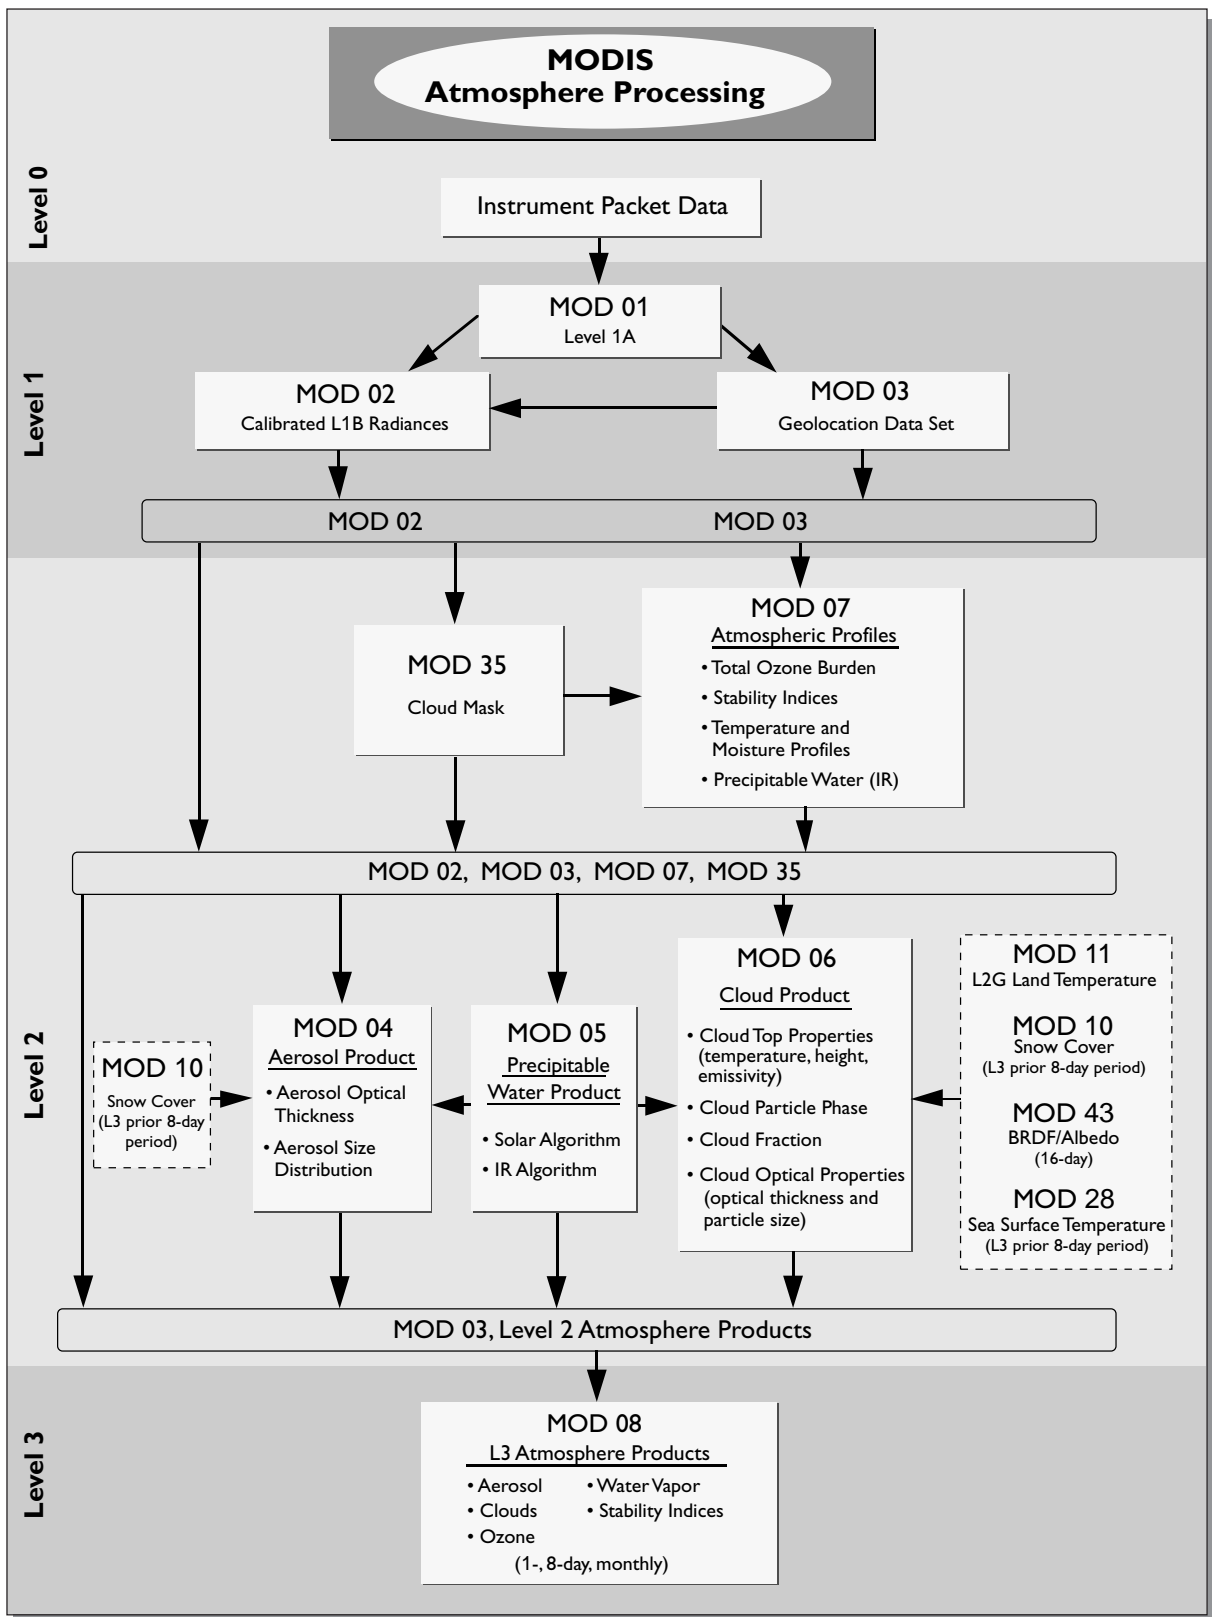 MODIS
Atmosphere Processing
Level 0
Instrument Packet Data
Level 1
MOD 01
Level 1A
MOD 02
Calibrated L1B Radiances
MOD 03
Geolocation Data Set
MOD 02
MOD 03
Level 2
MOD 35
Cloud Mask
MOD 07
Atmospheric Profiles
• Total Ozone Burden
• Stability Indices
• Temperature and
Moisture Profiles
• Precipitable Water (IR)
MOD 02, MOD 03, MOD 07, MOD 35
MOD 10
Snow Cover
(L3 prior 8-day
period)
MOD 04
Aerosol Product
• Aerosol Optical
Thickness
• Aerosol Size
Distribution
MOD 05
Precipitable
Water Product
• Solar Algorithm
• IR Algorithm
MOD 06
Cloud Product
• Cloud Top Properties
(temperature, height,
emissivity)
• Cloud Particle Phase
• Cloud Fraction
• Cloud Optical Properties
(optical thickness and
particle size)
MOD 11
L2G Land Temperature
MOD 10
Snow Cover
(L3 prior 8-day period)
MOD 43
BRDF/Albedo
(16-day)
MOD 28
Sea Surface Temperature
(L3 prior 8-day period)
MOD 03, Level 2 Atmosphere Products
Level 3
MOD 08
L3 Atmosphere Products
• Aerosol
• Water Vapor
• Clouds
• Stability Indices
• Ozone
(1-, 8-day, monthly)